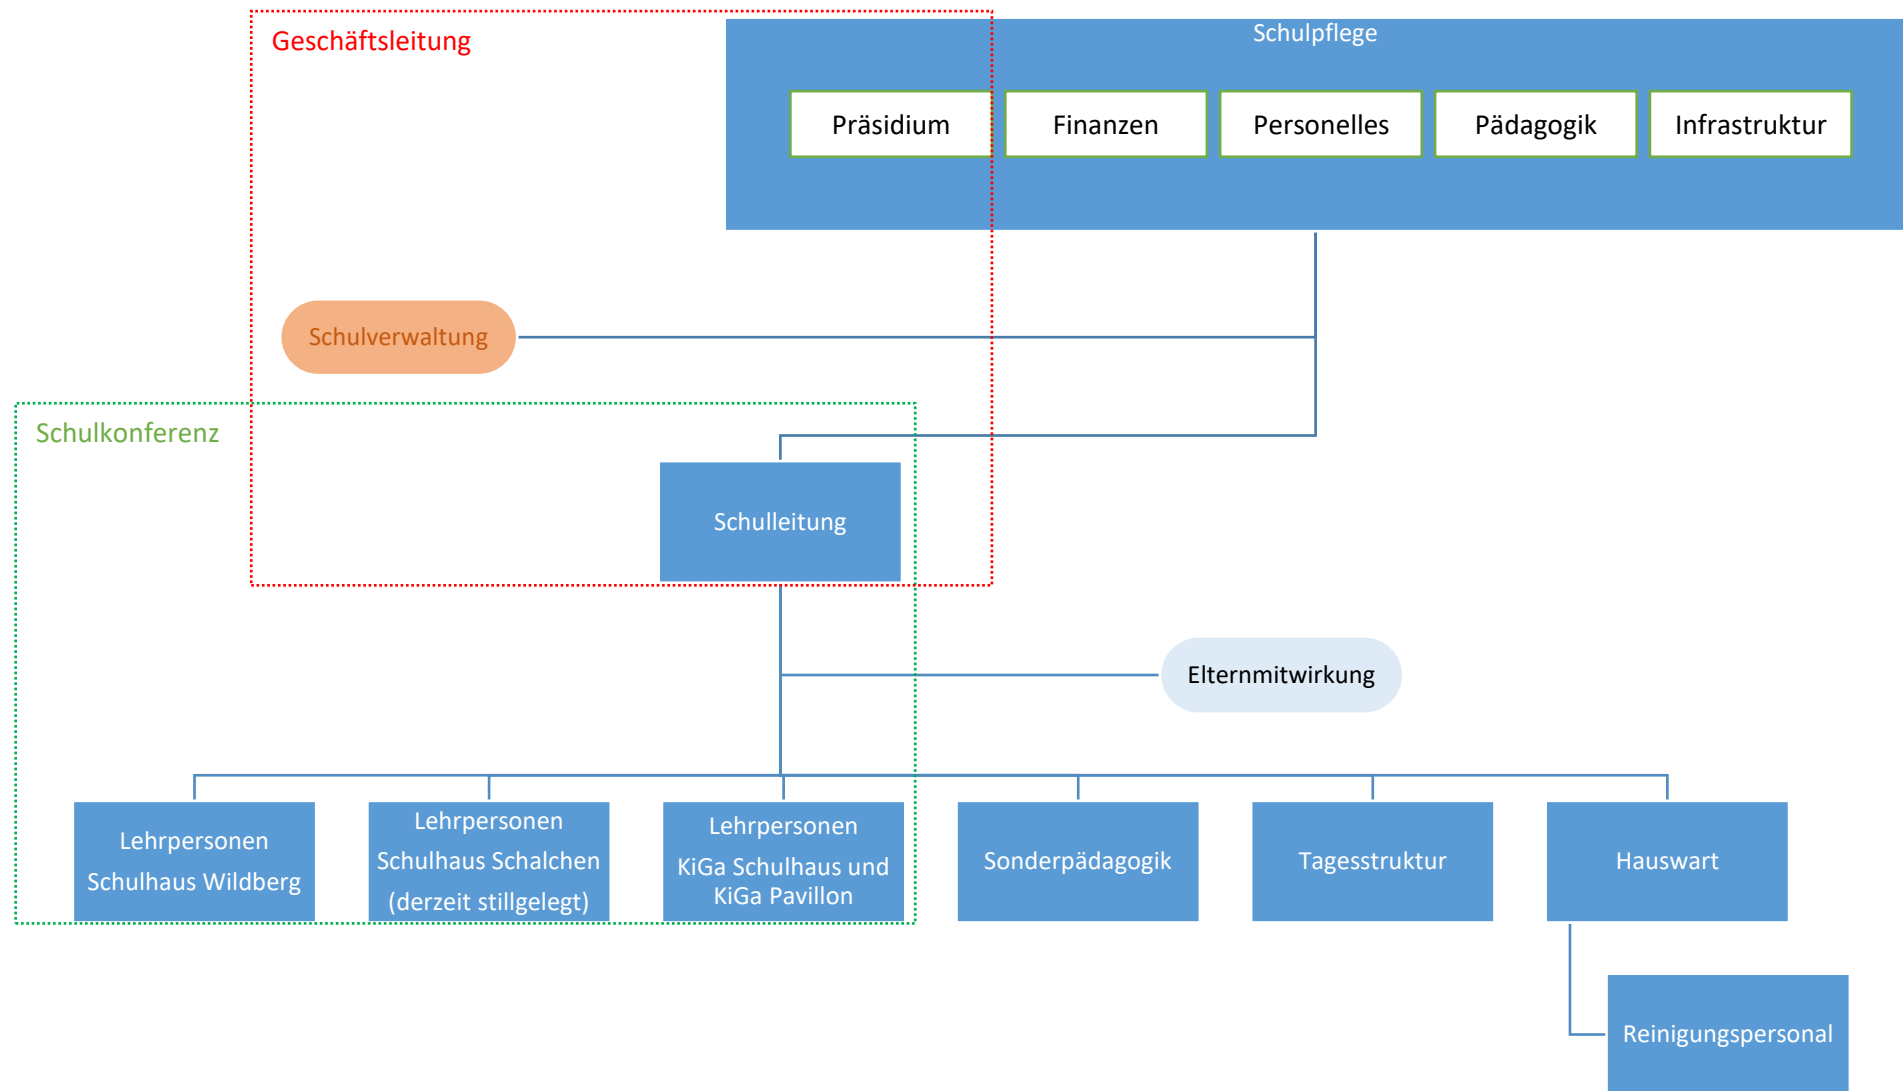 Geschäftsleitung
Schulpflege
Präsidium
Finanzen
Personelles
Pädagogik
Infrastruktur
Schulverwaltung
Schulkonferenz
Schulleitung
Elternmitwirkung
Lehrpersonen
Schulhaus Wildberg
Lehrpersonen
Schulhaus Schalchen
(derzeit stillgelegt)
Lehrpersonen
KiGa Schulhaus und
KiGa Pavillon
Sonderpädagogik
Tagesstruktur
Hauswart
Reinigungspersonal